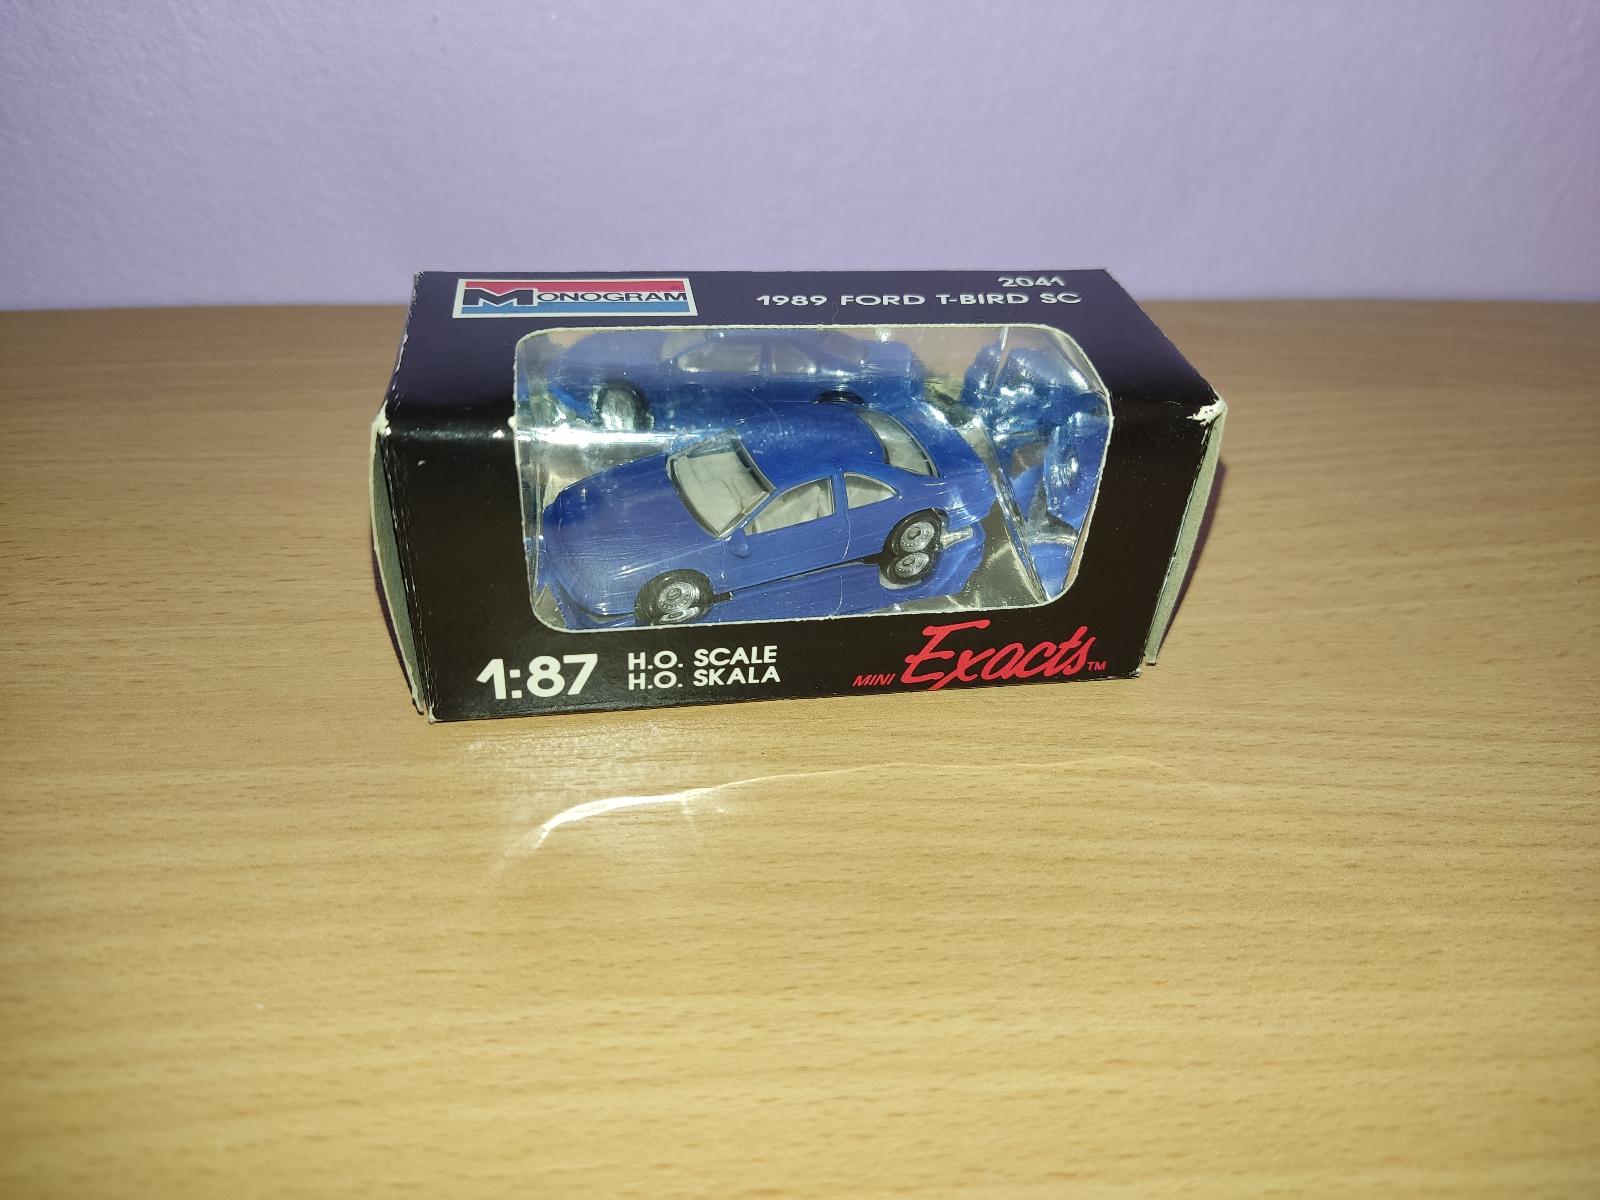 MONOGRAM
2041
1989 FORD T-BIRD SC
1:87
H.O. SCALE
H.O. SKALA
MINI Exacts™